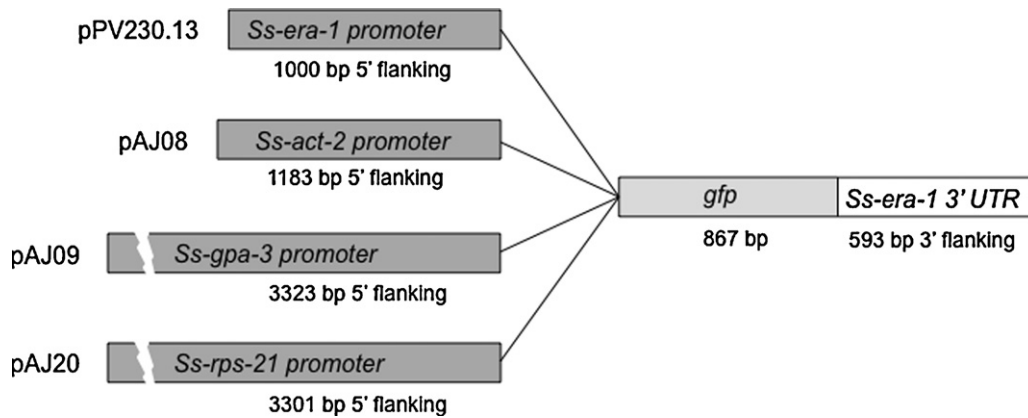 pPV230.13 Ss-era-1 promoter
1000 bp 5' flanking
pAJ08 Ss-act-2 promoter
1183 bp 5' flanking
gfp Ss-era-1 3' UTR
867 bp 593 bp 3' flanking
pAJ09 Ss-gpa-3 promoter
3323 bp 5' flanking
pAJ20 Ss-rps-21 promoter
3301 bp 5' flanking